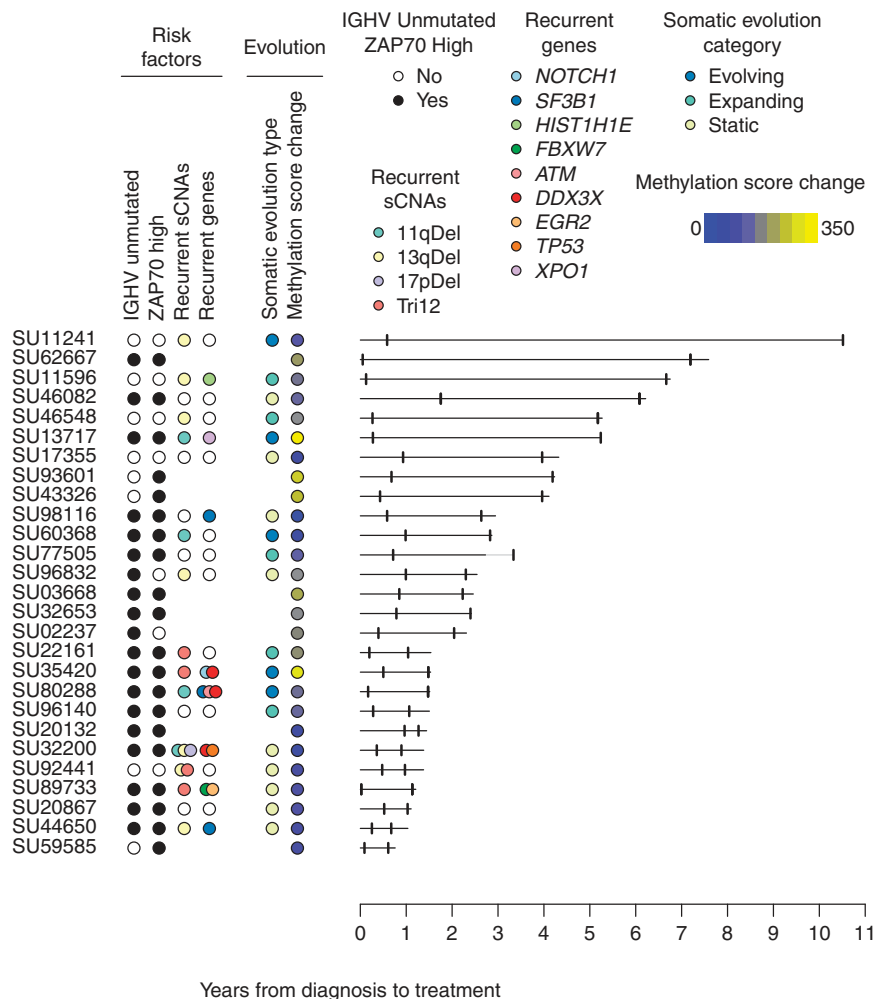 Risk
factors
Evolution
IGHV Unmutated
ZAP70 High
No
Yes
Recurrent
genes
NOTCH1
SF3B1
HIST1H1E
FBXW7
ATM
DDX3X
EGR2
TP53
XPO1
Somatic evolution
category
Evolving
Expanding
Static
Recurrent
sCNAs
11qDel
13qDel
17pDel
Tri12
Methylation score change
0 350
IGHV unmutated
ZAP70 high
Recurrent sCNAs
Recurrent genes
Somatic evolution type
Methylation score change
SU11241
SU62667
SU11596
SU46082
SU46548
SU13717
SU17355
SU93601
SU43326
SU98116
SU60368
SU77505
SU96832
SU03668
SU32653
SU02237
SU22161
SU35420
SU80288
SU96140
SU20132
SU32200
SU92441
SU89733
SU20867
SU44650
SU59585
0 1 2 3 4 5 6 7 8 9 10 11
Years from diagnosis to treatment